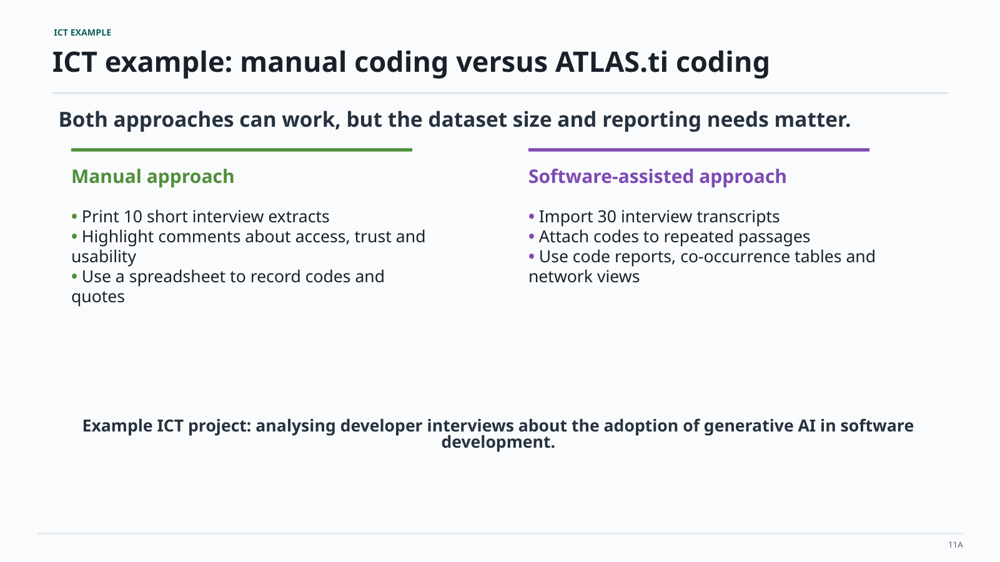 ICT EXAMPLE
ICT example: manual coding versus ATLAS.ti coding
Both approaches can work, but the dataset size and reporting needs matter.
Manual approach
• Print 10 short interview extracts
• Highlight comments about access, trust and
usability
• Use a spreadsheet to record codes and
quotes
Software-assisted approach
• Import 30 interview transcripts
• Attach codes to repeated passages
• Use code reports, co-occurrence tables and
network views
Example ICT project: analysing developer interviews about the adoption of generative AI in software
development.
11A